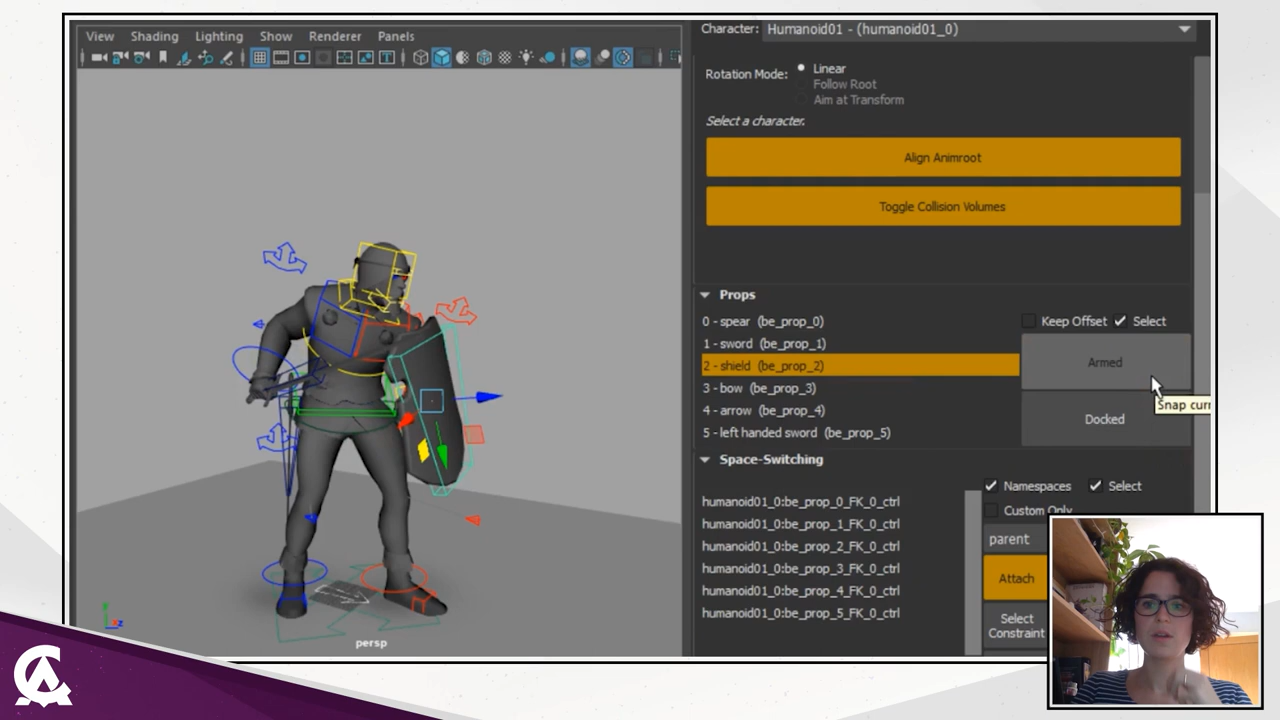 View Shading Lighting Show Renderer Panels
Character: Humanoid01 - (humanoid01_0)
Rotation Mode: Linear
Follow Root
Aim at Transform
Select a character.
Align Animroot
Toggle Collision Volumes
Props
0 - spear (be_prop_0)
Keep Offset Select
1 - sword (be_prop_1)
2 - shield (be_prop_2)
Armed
3 - bow (be_prop_3)
4 - arrow (be_prop_4)
Snap curr
Docked
5 - left handed sword (be_prop_5)
Space-Switching
Namespaces Select
humanoid01_0:be_prop_0_FK_0_ctrl
Custom Only
humanoid01_0:be_prop_1_FK_0_ctrl
parent
humanoid01_0:be_prop_2_FK_0_ctrl
humanoid01_0:be_prop_3_FK_0_ctrl
Attach
humanoid01_0:be_prop_4_FK_0_ctrl
humanoid01_0:be_prop_5_FK_0_ctrl
Select
Constraint
persp